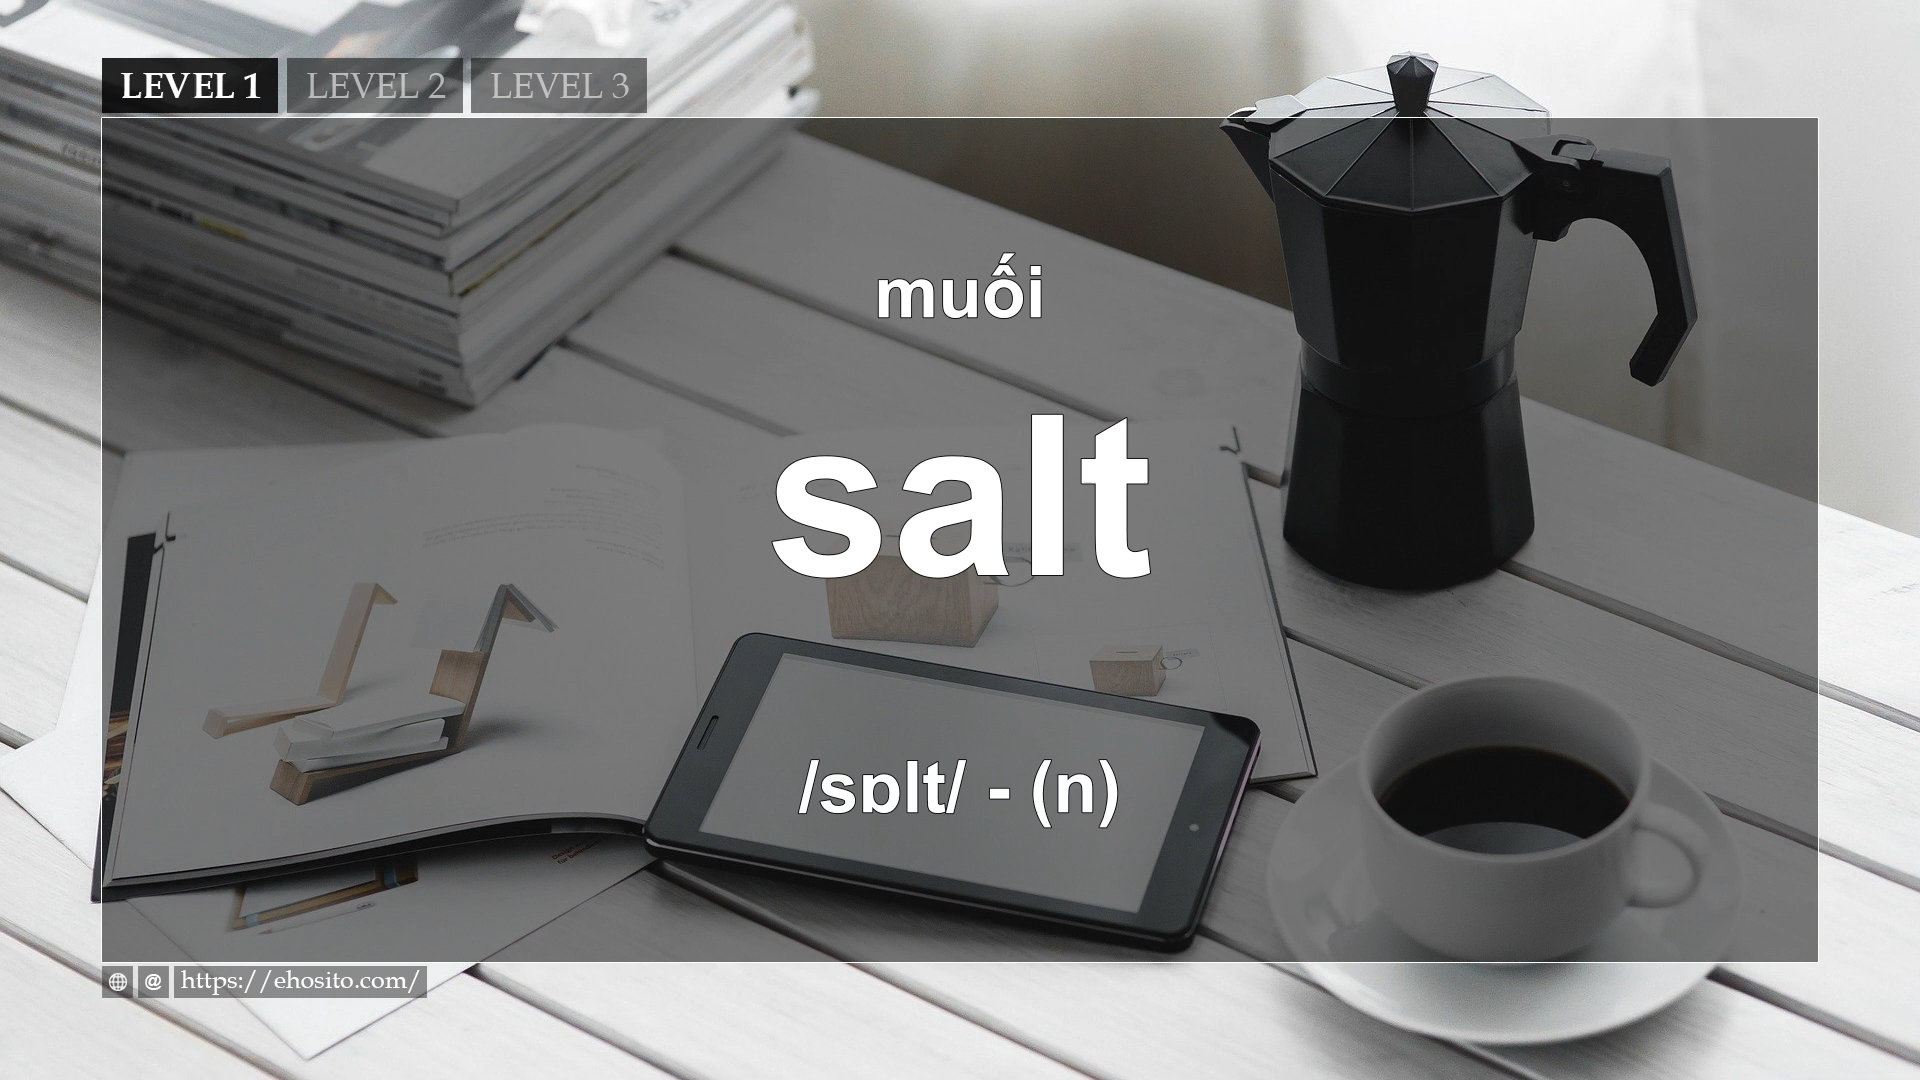 LEVEL 1 LEVEL 2 LEVEL 3
muối
salt
/sɒlt/ - (n)
@ https://ehosito.com/